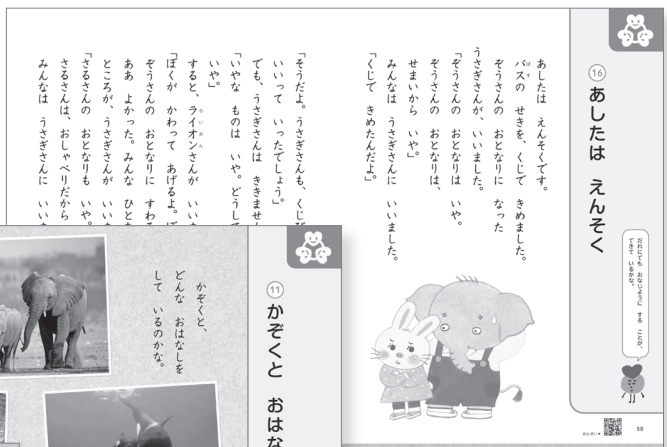 16
あしたは えんそく
だれにでも おなじように する ことが、
できて いるかな。
あしたは えんそくです。
バスの せきを、くじで きめました。
ぞうさんの おとなりに なった
うさぎさんが、いいました。
「ぞうさんの おとなりは いや。
ぞうさんの おとなりは、
せまいから いや。」
みんなは うさぎさんに いいました。
「くじで きめたんだよ。」
「そうだよ。うさぎさんも、くじが
いいって いったでしょう。」
でも、うさぎさんは ききません
「いやな ものは いや。どうして
いや。」
すると、ライオンさんが いい
「ぼくが かわって あげるよ。
ぞうさんの おとなりに すわ
ああ よかった。みんな ひと
ところが、うさぎさんが いい
「さるさんの おとなりも いや。
さるさんは、おしゃべりだから
みんなは うさぎさんに いい
50
11
かぞくと おはな
かぞくと、
どんな おはなしを
して いるのかな。